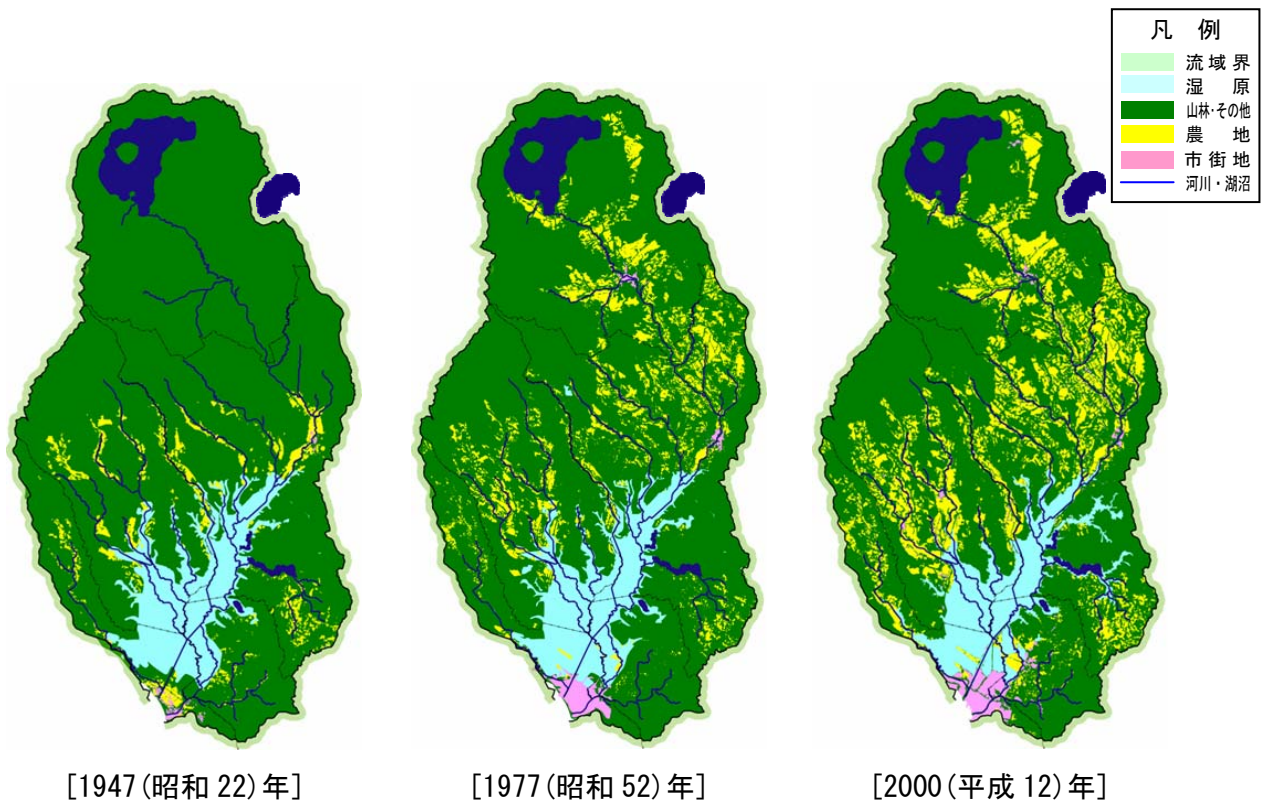 凡 例
流域界
湿 原
山林・その他
農 地
市街地
河川・湖沼
[1947(昭和 22)年]
[1977(昭和 52)年]
[2000(平成 12)年]